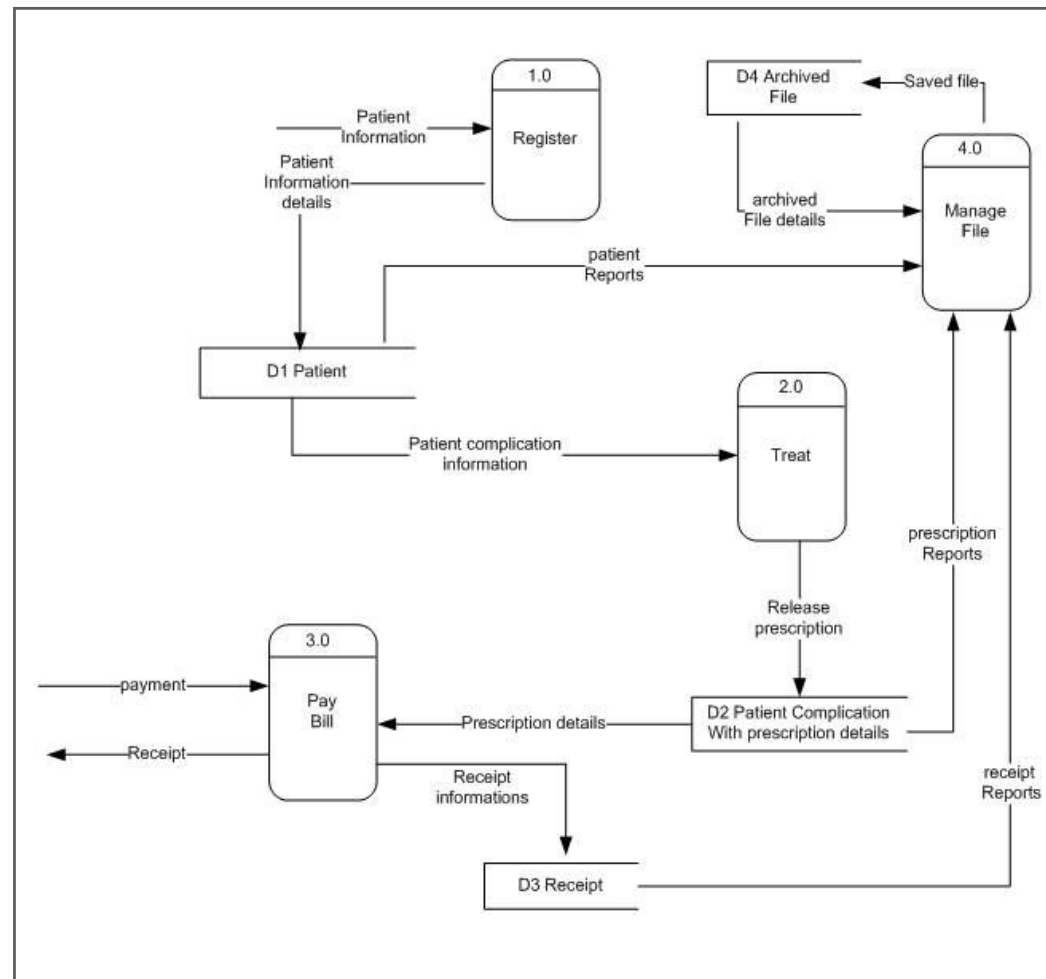 1.0
Register
Patient
Information
Patient
Information
details
D4 Archived
File
Saved file
4.0
Manage
File
archived
File details
patient
Reports
D1 Patient
2.0
Treat
Patient complication
information
prescription
Reports
Release
prescription
3.0
Pay
Bill
payment
Receipt
Prescription details
D2 Patient Complication
With prescription details
Receipt
informations
receipt
Reports
D3 Receipt